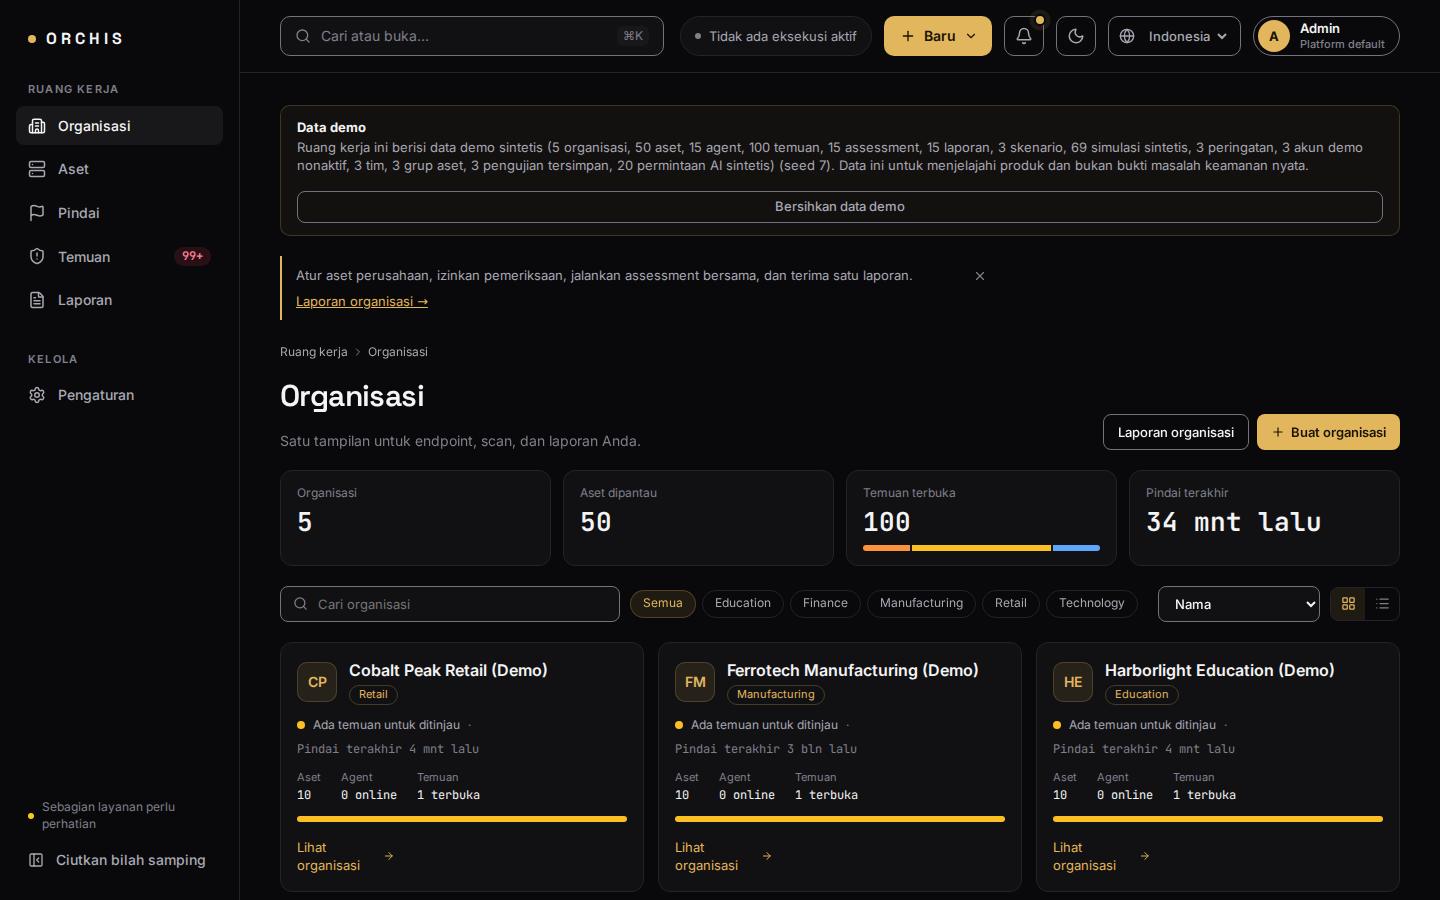 ORCHIS
Cari atau buka...
⌘K
Tidak ada eksekusi aktif
Baru
Indonesia
A
Admin
Platform default
RUANG KERJA
Organisasi
Aset
Pindai
Temuan
99+
Laporan
KELOLA
Pengaturan
Sebagian layanan perlu
perhatian
Ciutkan bilah samping
Data demo
Ruang kerja ini berisi data demo sintetis (5 organisasi, 50 aset, 15 agent, 100 temuan, 15 assessment, 15 laporan, 3 skenario, 69 simulasi sintetis, 3 peringatan, 3 akun demo
nonaktif, 3 tim, 3 grup aset, 3 pengujian tersimpan, 20 permintaan AI sintetis) (seed 7). Data ini untuk menjelajahi produk dan bukan bukti masalah keamanan nyata.
Bersihkan data demo
Atur aset perusahaan, izinkan pemeriksaan, jalankan assessment bersama, dan terima satu laporan.
Laporan organisasi →
Ruang kerja > Organisasi
Organisasi
Satu tampilan untuk endpoint, scan, dan laporan Anda.
Laporan organisasi
+ Buat organisasi
Organisasi
5
Aset dipantau
50
Temuan terbuka
100
Pindai terakhir
34 mnt lalu
Cari organisasi
Semua
Education
Finance
Manufacturing
Retail
Technology
Nama
CP
Cobalt Peak Retail (Demo)
Retail
Ada temuan untuk ditinjau ·
Pindai terakhir 4 mnt lalu
Aset Agent Temuan
10 0 online 1 terbuka
Lihat
organisasi →
FM
Ferrotech Manufacturing (Demo)
Manufacturing
Ada temuan untuk ditinjau ·
Pindai terakhir 3 bln lalu
Aset Agent Temuan
10 0 online 1 terbuka
Lihat
organisasi →
HE
Harborlight Education (Demo)
Education
Ada temuan untuk ditinjau ·
Pindai terakhir 4 mnt lalu
Aset Agent Temuan
10 0 online 1 terbuka
Lihat
organisasi →